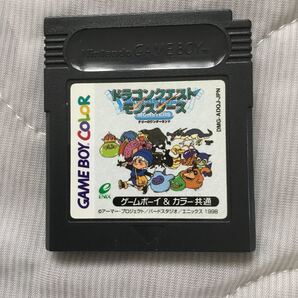 Nintendo GAME BOY
ドラゴンクエスト
モンスターズ
テリーのワンダーランド
GAME BOY COLOR
DMG-ADQJ-JPN
ENIX
ゲームボーイ & カラー共通
©アーマー・プロジェクト/バードスタジオ/エニックス 1998